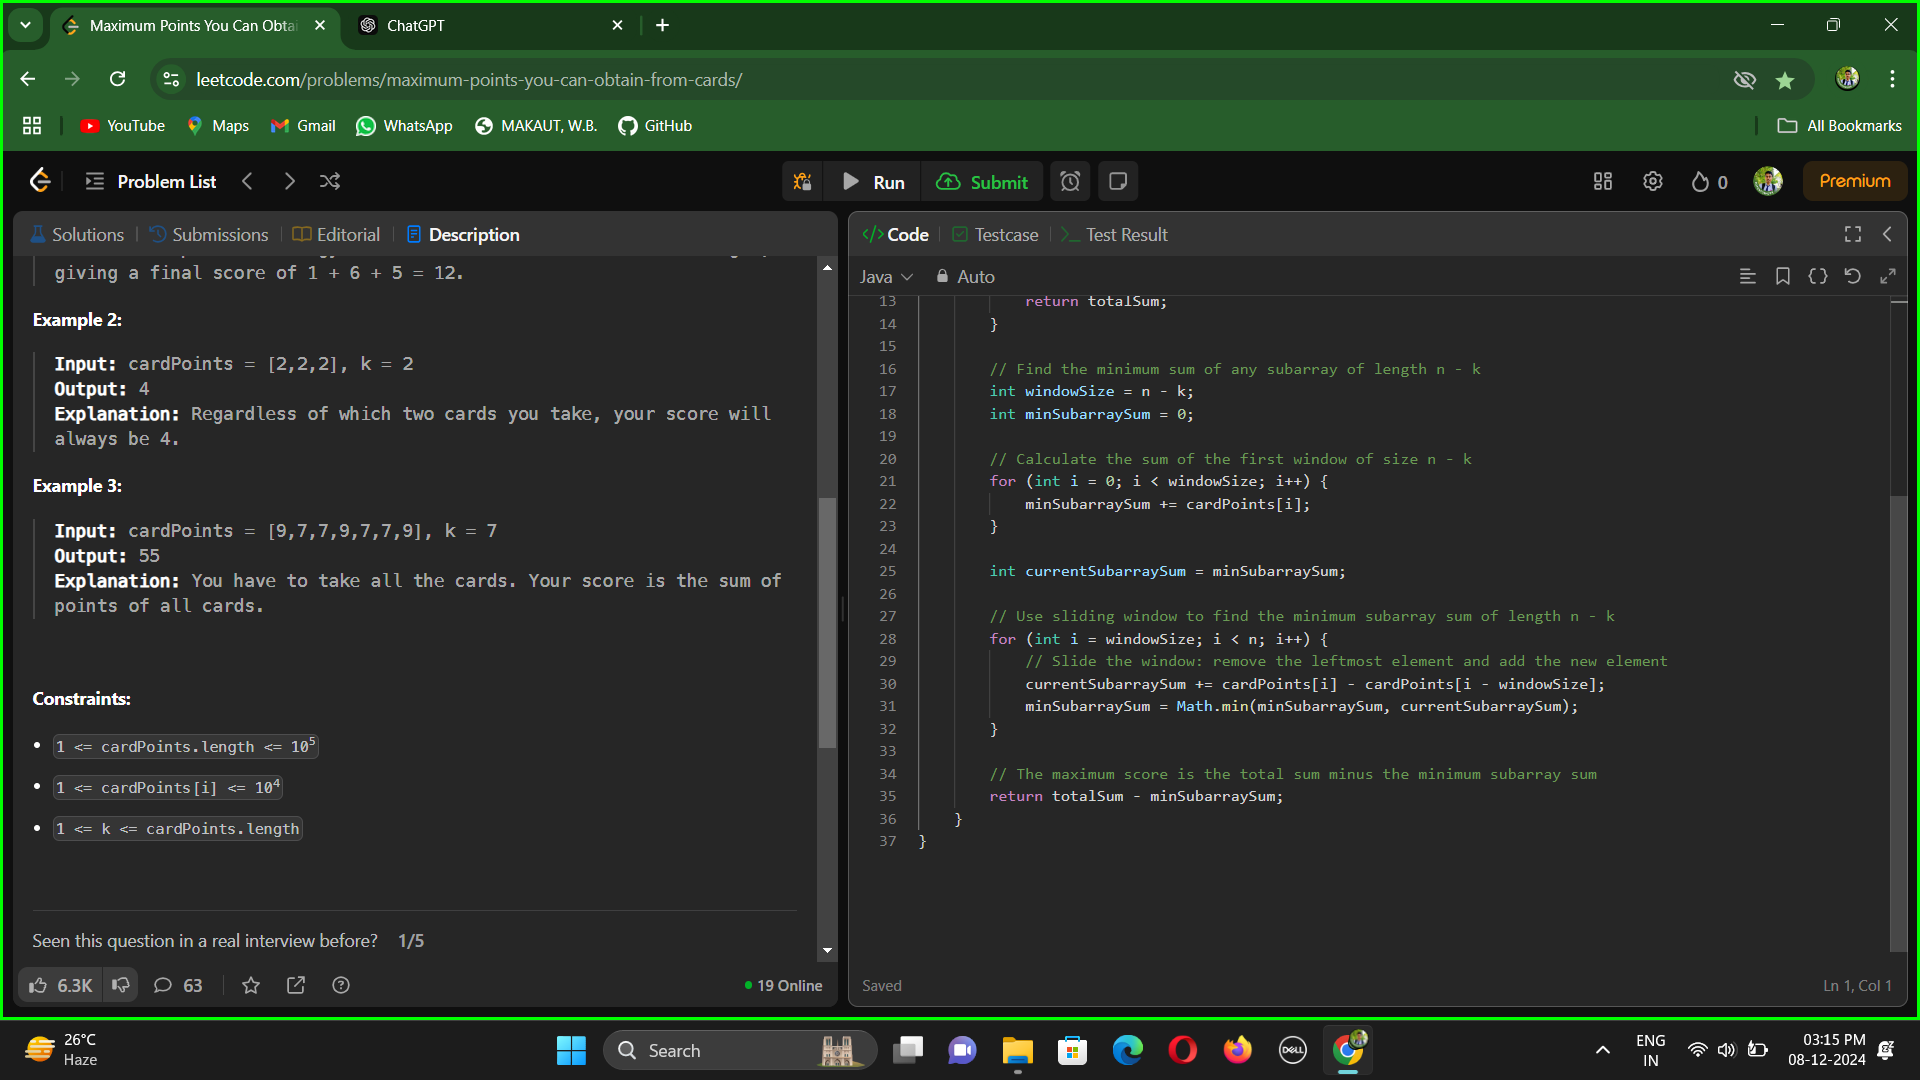 Maximum Points You Can Obtai
ChatGPT
leetcode.com/problems/maximum-points-you-can-obtain-from-cards/
YouTube
Maps
Gmail
WhatsApp
MAKAUT, W.B.
GitHub
All Bookmarks
Problem List
Run
Submit
0
Premium
Solutions
Submissions
Editorial
Description
giving a final score of 1 + 6 + 5 = 12.
Example 2:
Input: cardPoints = [2,2,2], k = 2
Output: 4
Explanation: Regardless of which two cards you take, your score will
always be 4.
Example 3:
Input: cardPoints = [9,7,7,9,7,7,9], k = 7
Output: 55
Explanation: You have to take all the cards. Your score is the sum of
points of all cards.
Constraints:
1 <= cardPoints.length <= 10^5
1 <= cardPoints[i] <= 10^4
1 <= k <= cardPoints.length
Seen this question in a real interview before? 1/5
6.3K
63
19 Online
Code
Testcase
Test Result
Java
Auto
13 return totalSum;
14 }
15
16 // Find the minimum sum of any subarray of length n - k
17 int windowSize = n - k;
18 int minSubarraySum = 0;
19
20 // Calculate the sum of the first window of size n - k
21 for (int i = 0; i < windowSize; i++) {
22 minSubarraySum += cardPoints[i];
23 }
24
25 int currentSubarraySum = minSubarraySum;
26
27 // Use sliding window to find the minimum subarray sum of length n - k
28 for (int i = windowSize; i < n; i++) {
29 // Slide the window: remove the leftmost element and add the new element
30 currentSubarraySum += cardPoints[i] - cardPoints[i - windowSize];
31 minSubarraySum = Math.min(minSubarraySum, currentSubarraySum);
32 }
33
34 // The maximum score is the total sum minus the minimum subarray sum
35 return totalSum - minSubarraySum;
36 }
37 }
Saved
Ln 1, Col 1
26°C
Haze
Search
DELL
ENG
IN
03:15 PM
08-12-2024